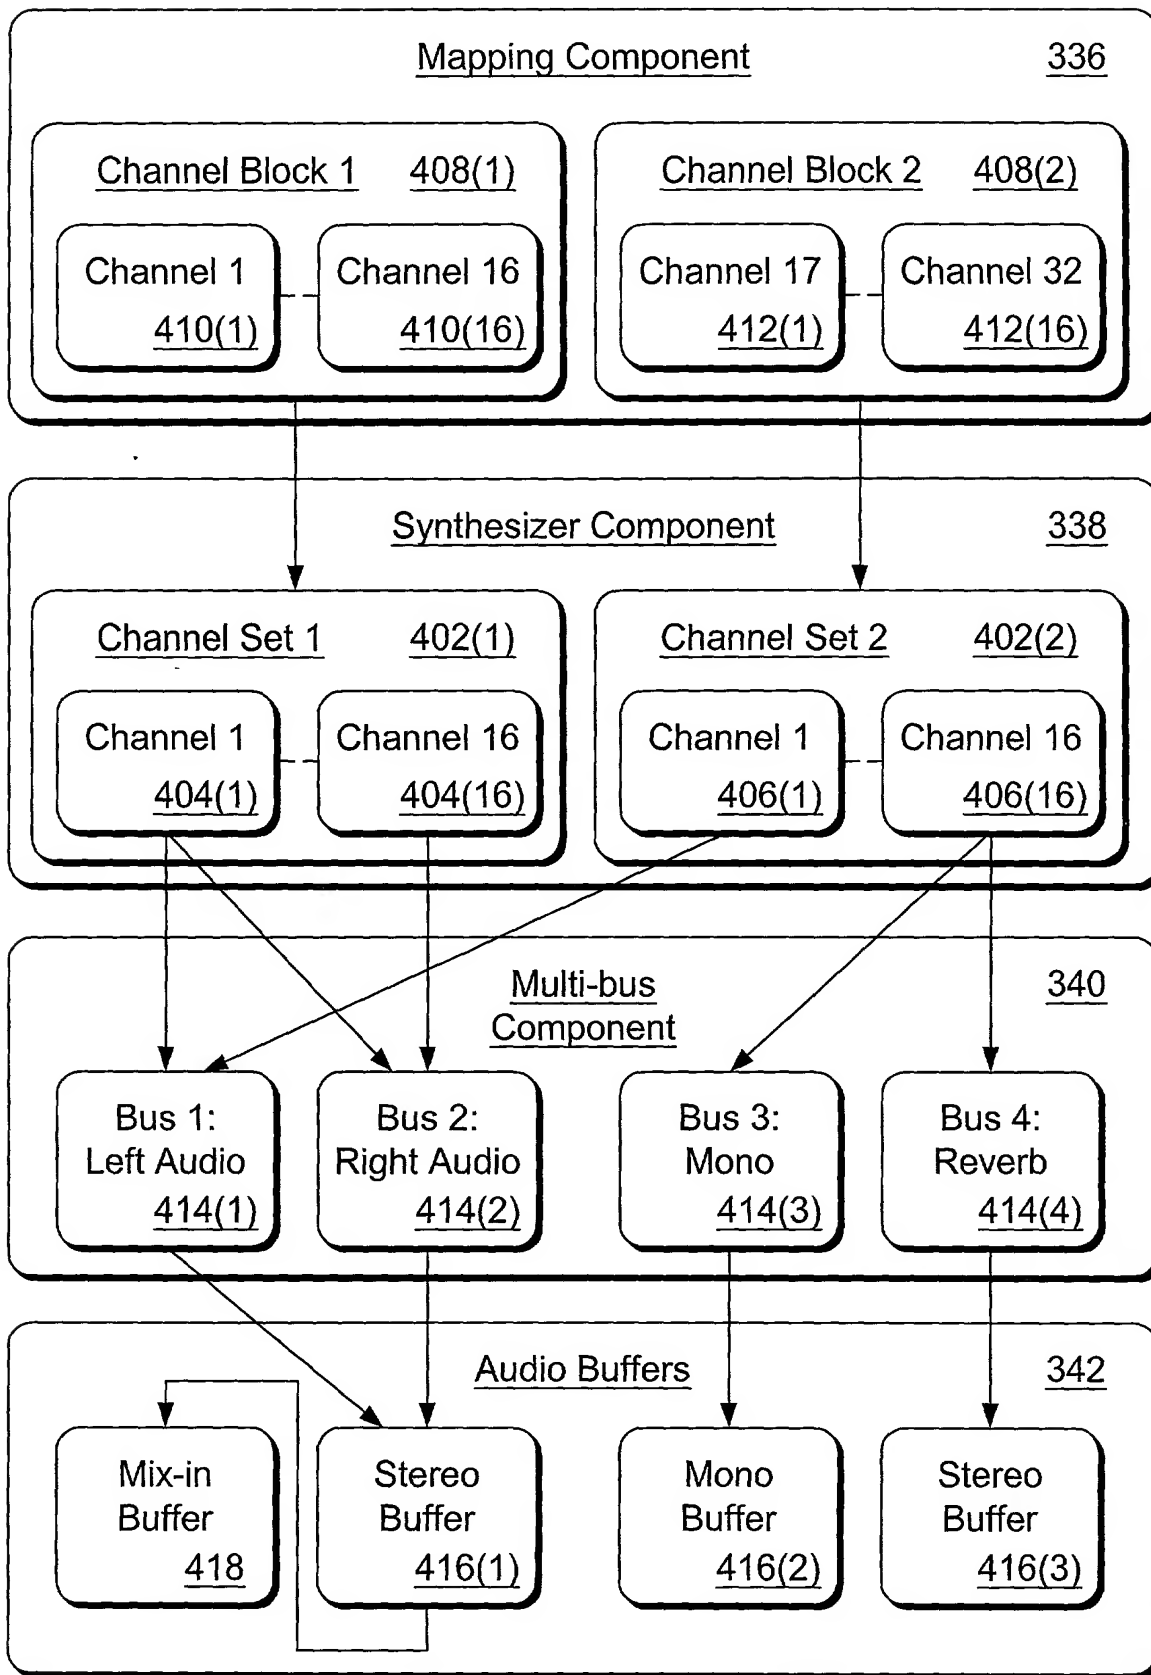 Mapping Component 336
Channel Block 1 408(1)
Channel Block 2 408(2)
Channel 1
410(1)
Channel 16
410(16)
Channel 17
412(1)
Channel 32
412(16)
Synthesizer Component 338
Channel Set 1 402(1)
Channel Set 2 402(2)
Channel 1
404(1)
Channel 16
404(16)
Channel 1
406(1)
Channel 16
406(16)
Multi-bus
Component
340
Bus 1:
Left Audio
414(1)
Bus 2:
Right Audio
414(2)
Bus 3:
Mono
414(3)
Bus 4:
Reverb
414(4)
Audio Buffers 342
Mix-in
Buffer
418
Stereo
Buffer
416(1)
Mono
Buffer
416(2)
Stereo
Buffer
416(3)